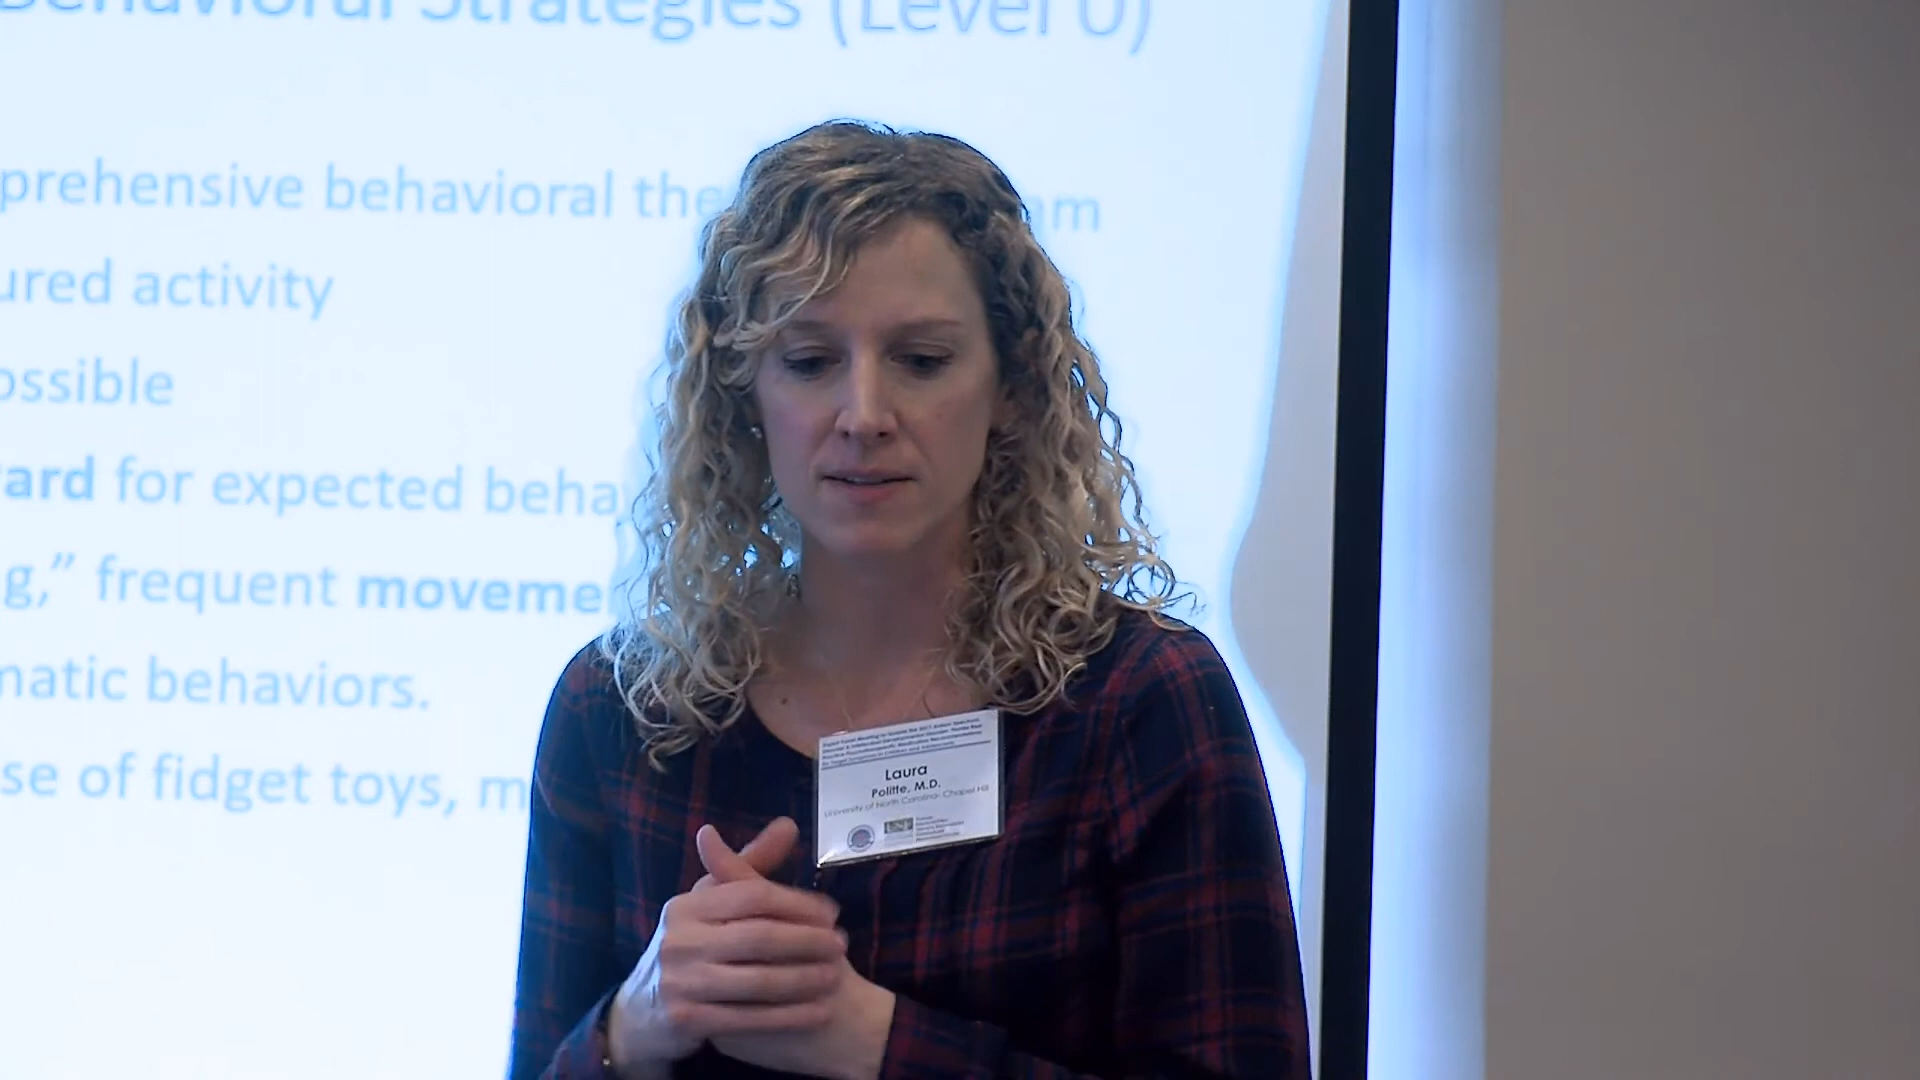 Behavioral Strategies (Level 0)
prehensive behavioral the am
ured activity
ossible
ard for expected beha
g,” frequent moveme
matic behaviors.
se of fidget toys, m
Laura
Politte, M.D.
University of North Carolina- Chapel Hill